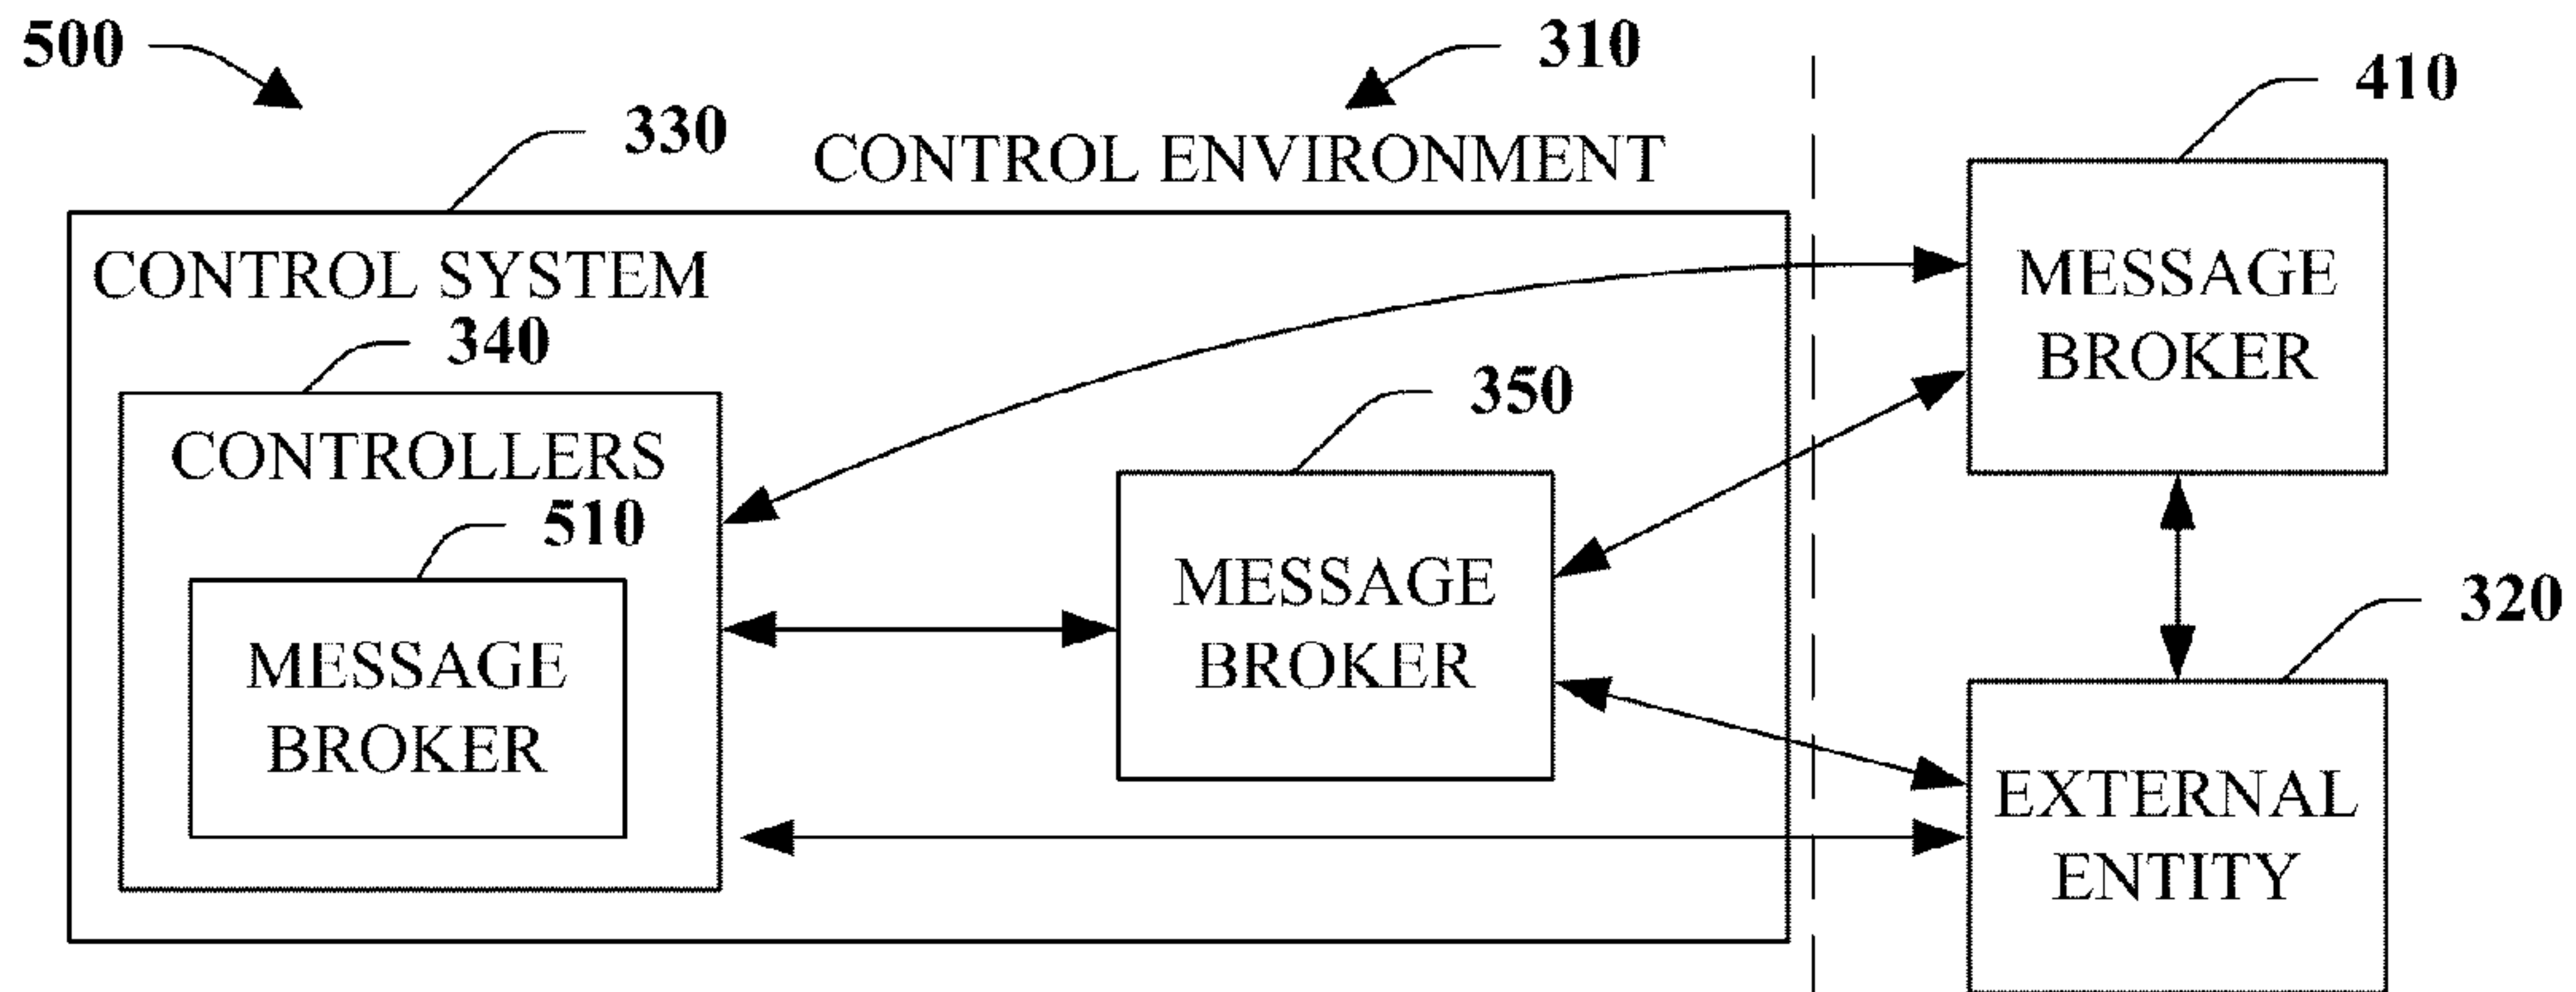 500
310
410
330
CONTROL ENVIRONMENT
CONTROL SYSTEM
MESSAGE
BROKER
340
350
CONTROLLERS
510
MESSAGE
BROKER
MESSAGE
BROKER
320
EXTERNAL
ENTITY